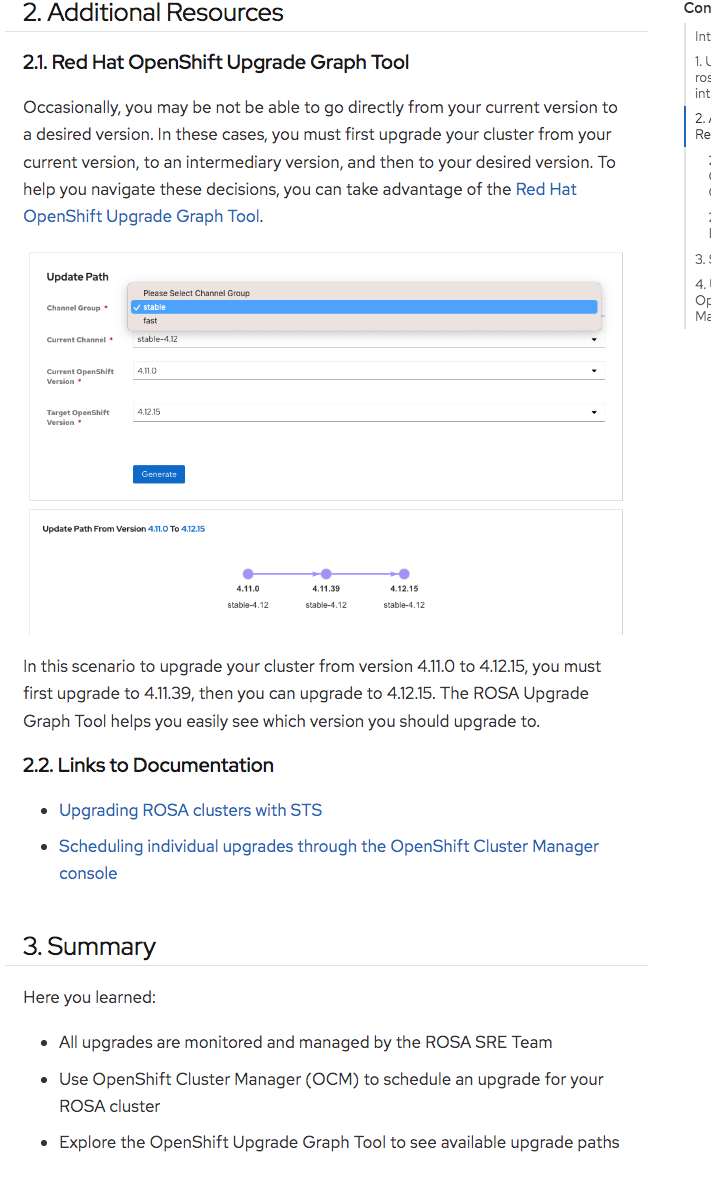 2. Additional Resources
2.1. Red Hat OpenShift Upgrade Graph Tool
Occasionally, you may be not be able to go directly from your current version to
a desired version. In these cases, you must first upgrade your cluster from your
current version, to an intermediary version, and then to your desired version. To
help you navigate these decisions, you can take advantage of the Red Hat
OpenShift Upgrade Graph Tool.
Update Path
Please Select Channel Group
Channel Group *
✓ stable
fast
Current Channel *
stable-4.12
Current OpenShift
Version *
4.11.0
Target OpenShift
Version *
4.12.15
Generate
Update Path From Version 4.11.0 To 4.12.15
4.11.0 4.11.39 4.12.15
stable-4.12 stable-4.12 stable-4.12
In this scenario to upgrade your cluster from version 4.11.0 to 4.12.15, you must
first upgrade to 4.11.39, then you can upgrade to 4.12.15. The ROSA Upgrade
Graph Tool helps you easily see which version you should upgrade to.
2.2. Links to Documentation
• Upgrading ROSA clusters with STS
• Scheduling individual upgrades through the OpenShift Cluster Manager
console
3. Summary
Here you learned:
• All upgrades are monitored and managed by the ROSA SRE Team
• Use OpenShift Cluster Manager (OCM) to schedule an upgrade for your
ROSA cluster
• Explore the OpenShift Upgrade Graph Tool to see available upgrade paths